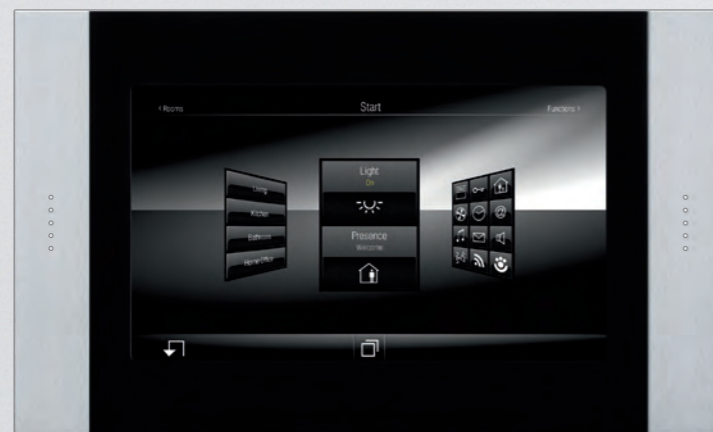 < Rooms
Start
Functions >
Living
Kitchen
Bathroom
Home Office
Light
On
Presence
Welcome
@